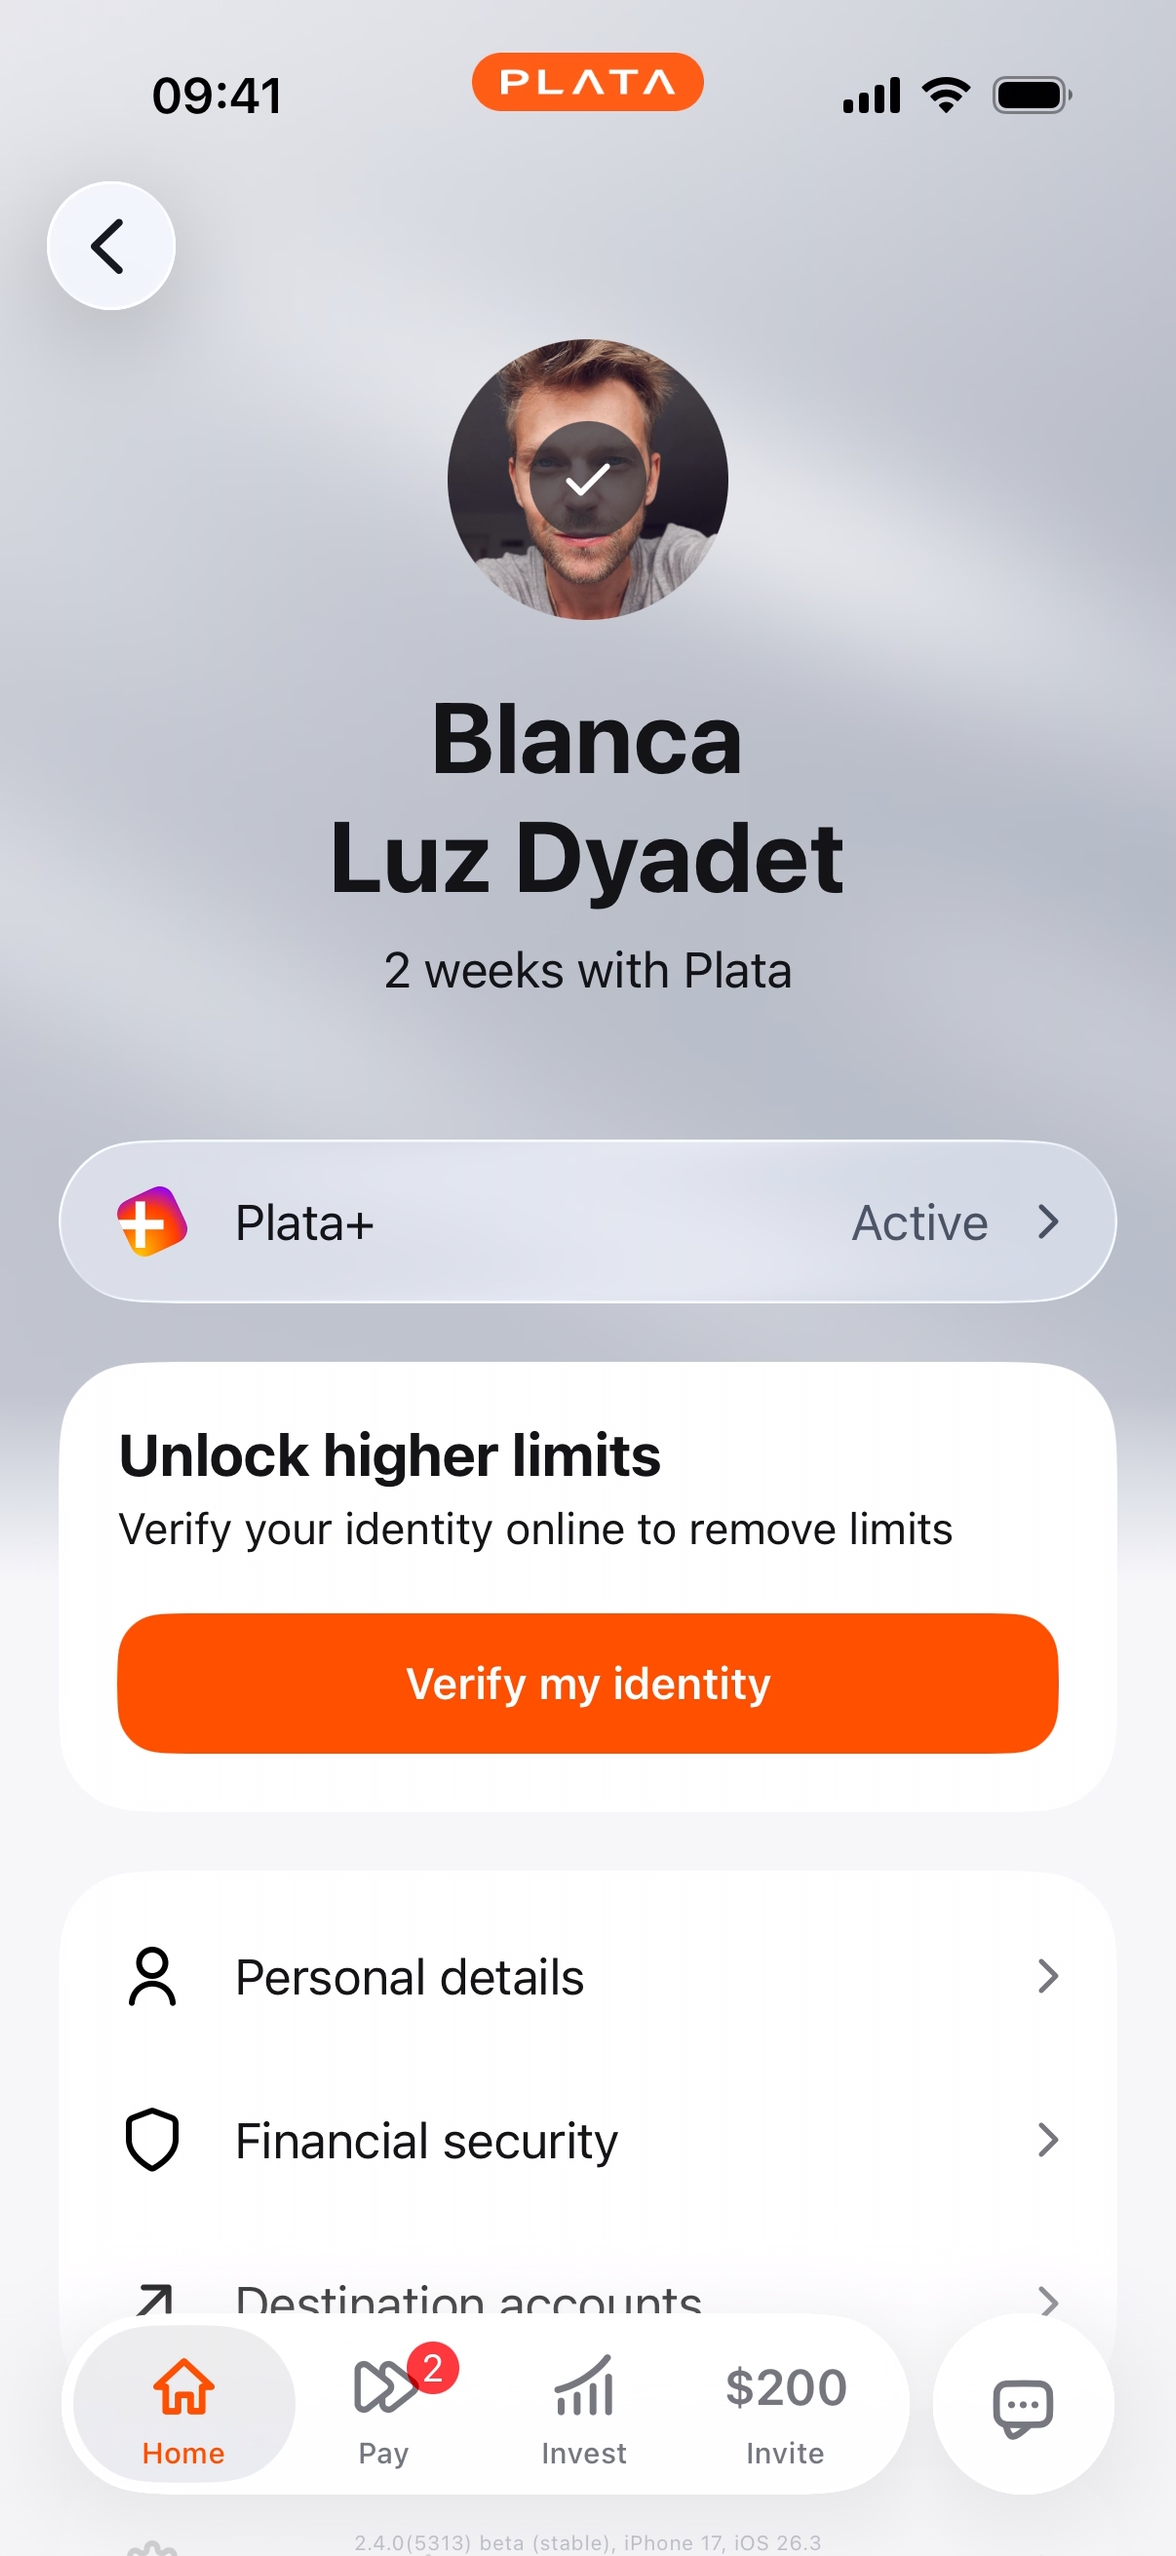 09:41
PLATA
Blanca
Luz Dyadet
2 weeks with Plata
Plata+
Active
Unlock higher limits
Verify your identity online to remove limits
Verify my identity
Personal details
Financial security
Destination accounts
2
$200
Home
Pay
Invest
Invite
2.4.0(5313) beta (stable), iPhone 17, iOS 26.3